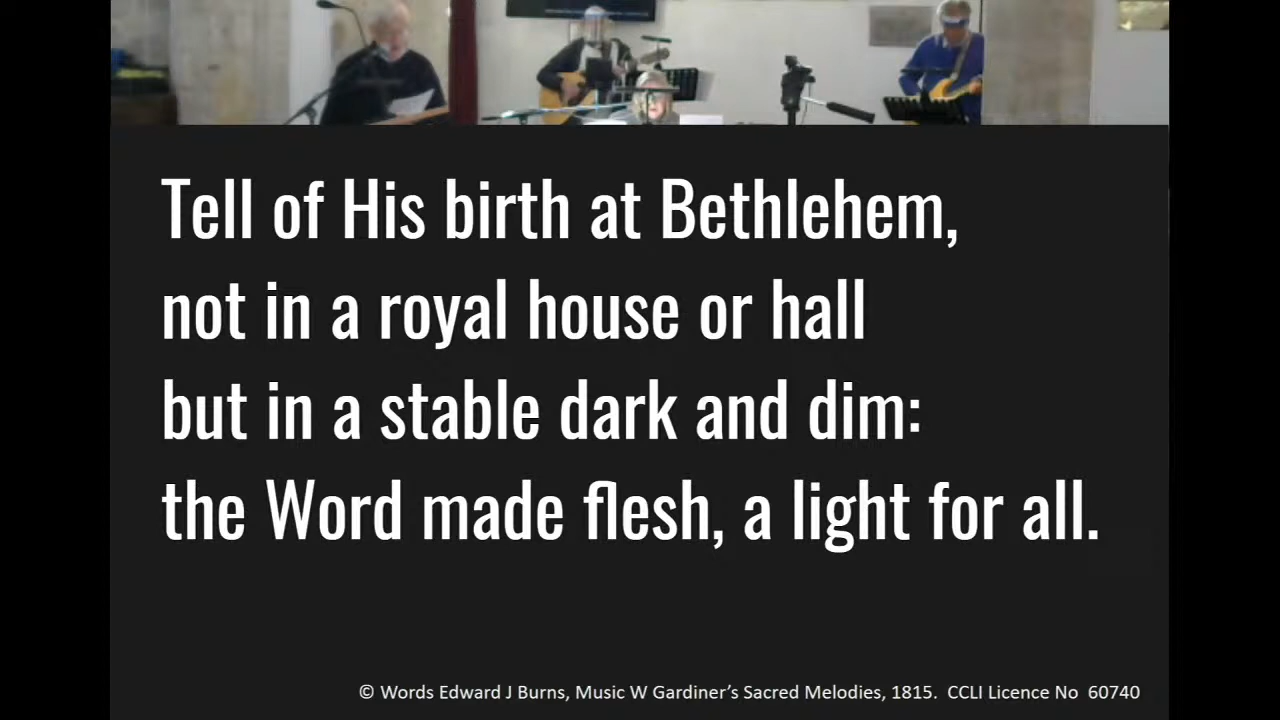 Tell of His birth at Bethlehem,
not in a royal house or hall
but in a stable dark and dim:
the Word made flesh, a light for all.
© Words Edward J Burns, Music W Gardiner’s Sacred Melodies, 1815. CCLI Licence No 60740